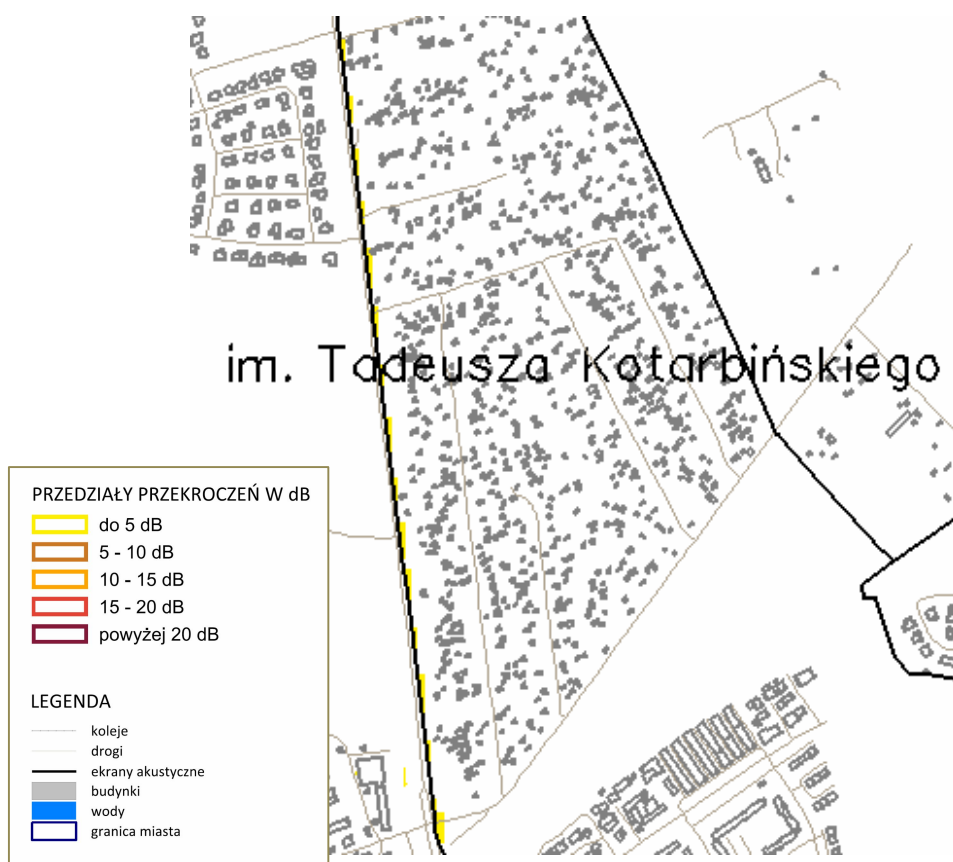 im. Tadeusza Kotarbińskiego
PRZEDZIAŁY PRZEKROCZEŃ W dB
do 5 dB
5 - 10 dB
10 - 15 dB
15 - 20 dB
powyżej 20 dB
LEGENDA
koleje
drogi
ekrany akustyczne
budynki
wody
granica miasta